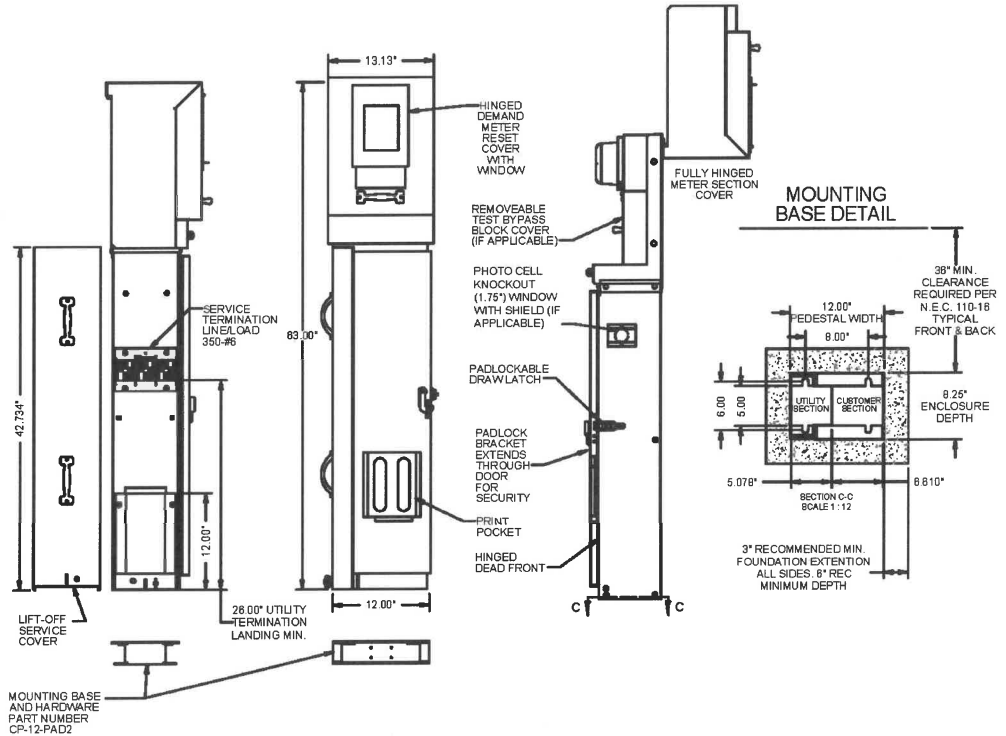 13.13"
HINGED
DEMAND
METER
RESET
COVER
WITH
WINDOW
FULLY HINGED
METER SECTION
COVER
REMOVEABLE
TEST BYPASS
BLOCK COVER
(IF APPLICABLE)
PHOTO CELL
KNOCKOUT
(1.75") WINDOW
WITH SHIELD (IF
APPLICABLE)
PADLOCKABLE
DRAW LATCH
PADLOCK
BRACKET
EXTENDS
THROUGH
DOOR
FOR
SECURITY
PRINT
POCKET
HINGED
DEAD FRONT
C
C
SERVICE
TERMINATION
LINE/LOAD
350-#6
63.00"
42.734"
12.00"
12.00"
26.00" UTILITY
TERMINATION
LANDING MIN.
LIFT-OFF
SERVICE
COVER
MOUNTING BASE
AND HARDWARE
PART NUMBER
CP-12-PAD2
MOUNTING
BASE DETAIL
36" MIN.
CLEARANCE
REQUIRED PER
N.E.C. 110-16
TYPICAL
FRONT & BACK
12.00"
PEDESTAL WIDTH
8.00"
6.00
5.00
UTILITY
SECTION
CUSTOMER
SECTION
8.25"
ENCLOSURE
DEPTH
5.078"
6.610"
SECTION C-C
SCALE 1 : 12
3" RECOMMENDED MIN.
FOUNDATION EXTENTION
ALL SIDES. 6" REC
MINIMUM DEPTH